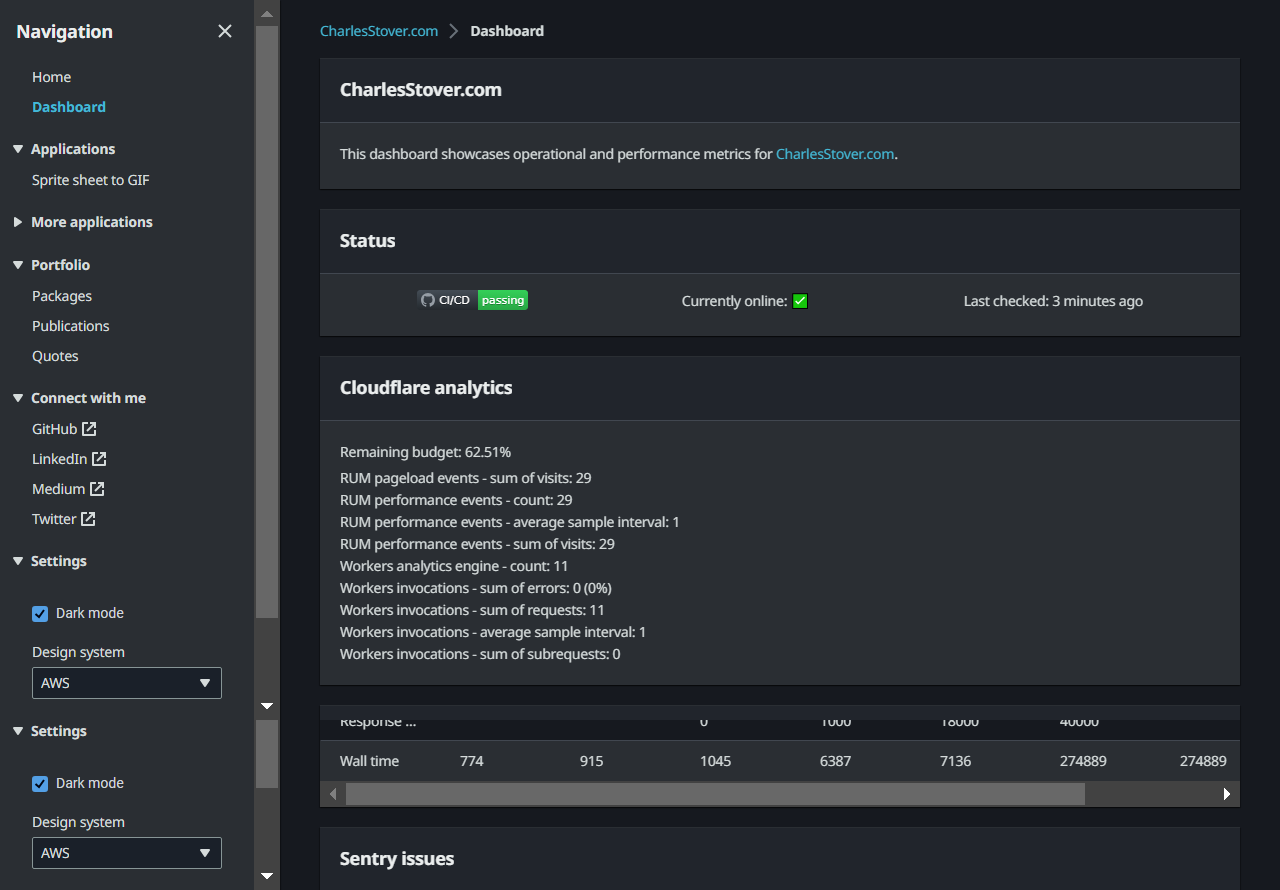 Navigation
Home
Dashboard
Applications
Sprite sheet to GIF
More applications
Portfolio
Packages
Publications
Quotes
Connect with me
GitHub
LinkedIn
Medium
Twitter
Settings
Dark mode
Design system
AWS
Settings
Dark mode
Design system
AWS
CharlesStover.com Dashboard
CharlesStover.com
This dashboard showcases operational and performance metrics for CharlesStover.com.
Status
CI/CD passing Currently online: ✅ Last checked: 3 minutes ago
Cloudflare analytics
Remaining budget: 62.51%
RUM pageload events - sum of visits: 29
RUM performance events - count: 29
RUM performance events - average sample interval: 1
RUM performance events - sum of visits: 29
Workers analytics engine - count: 11
Workers invocations - sum of errors: 0 (0%)
Workers invocations - sum of requests: 11
Workers invocations - average sample interval: 1
Workers invocations - sum of subrequests: 0
Response ... 0 1000 18000 40000
Wall time 774 915 1045 6387 7136 274889 274889
Sentry issues